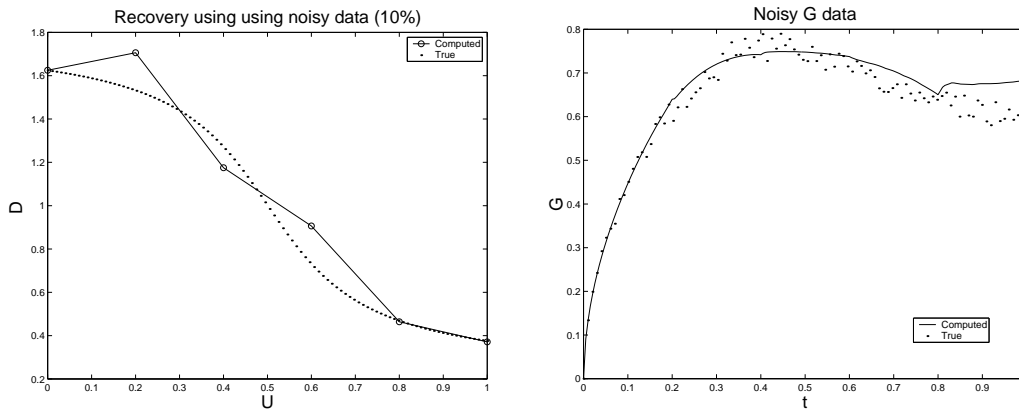 Recovery using using noisy data (10%)
1.8
1.6
1.4
1.2
1
0.8
0.6
0.4
0.2
D
0 0.1 0.2 0.3 0.4 0.5 0.6 0.7 0.8 0.9 1
U
Computed
True
Noisy G data
0.8
0.7
0.6
0.5
0.4
0.3
0.2
0.1
0
G
0 0.1 0.2 0.3 0.4 0.5 0.6 0.7 0.8 0.9
t
Computed
True